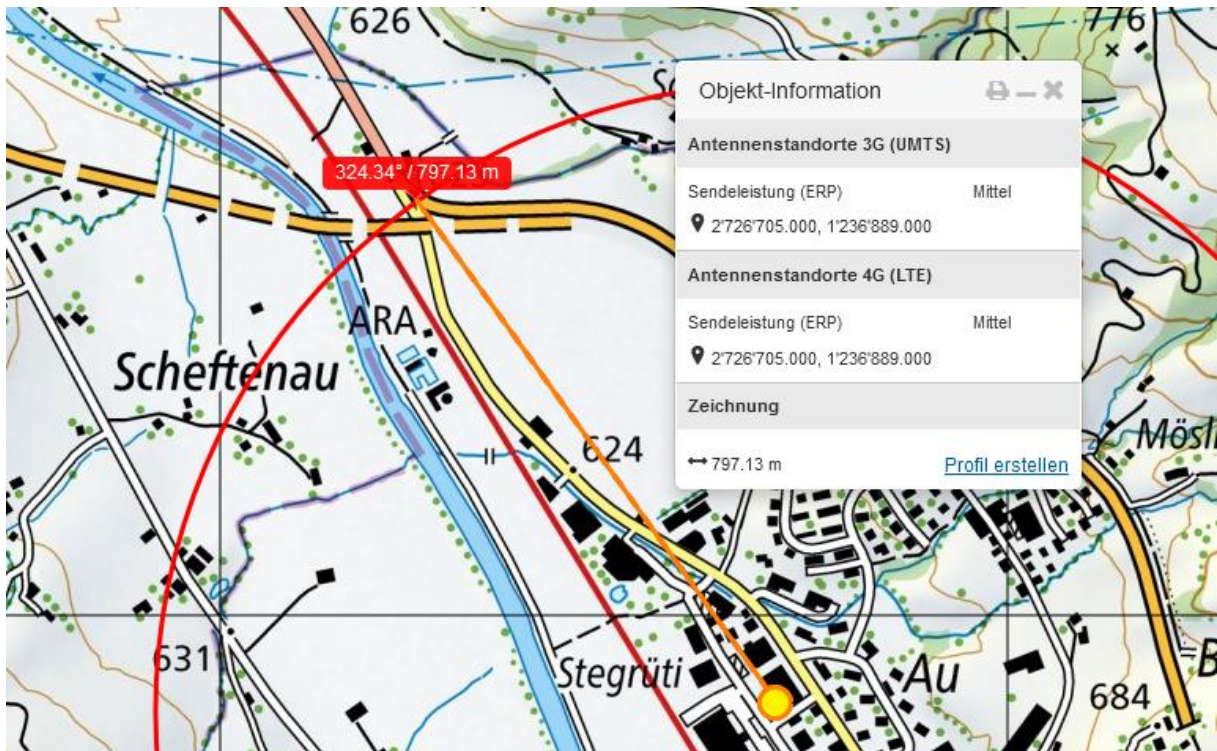 626
776
324.34° / 797.13 m
Objekt-Information
Antennenstandorte 3G (UMTS)
Sendeleistung (ERP) Mittel
2'726'705.000, 1'236'889.000
Antennenstandorte 4G (LTE)
Sendeleistung (ERP) Mittel
2'726'705.000, 1'236'889.000
Zeichnung
797.13 m Profil erstellen
ARA
Scheftenau
624
Mösli
631
Stegrüti
Au
684
B